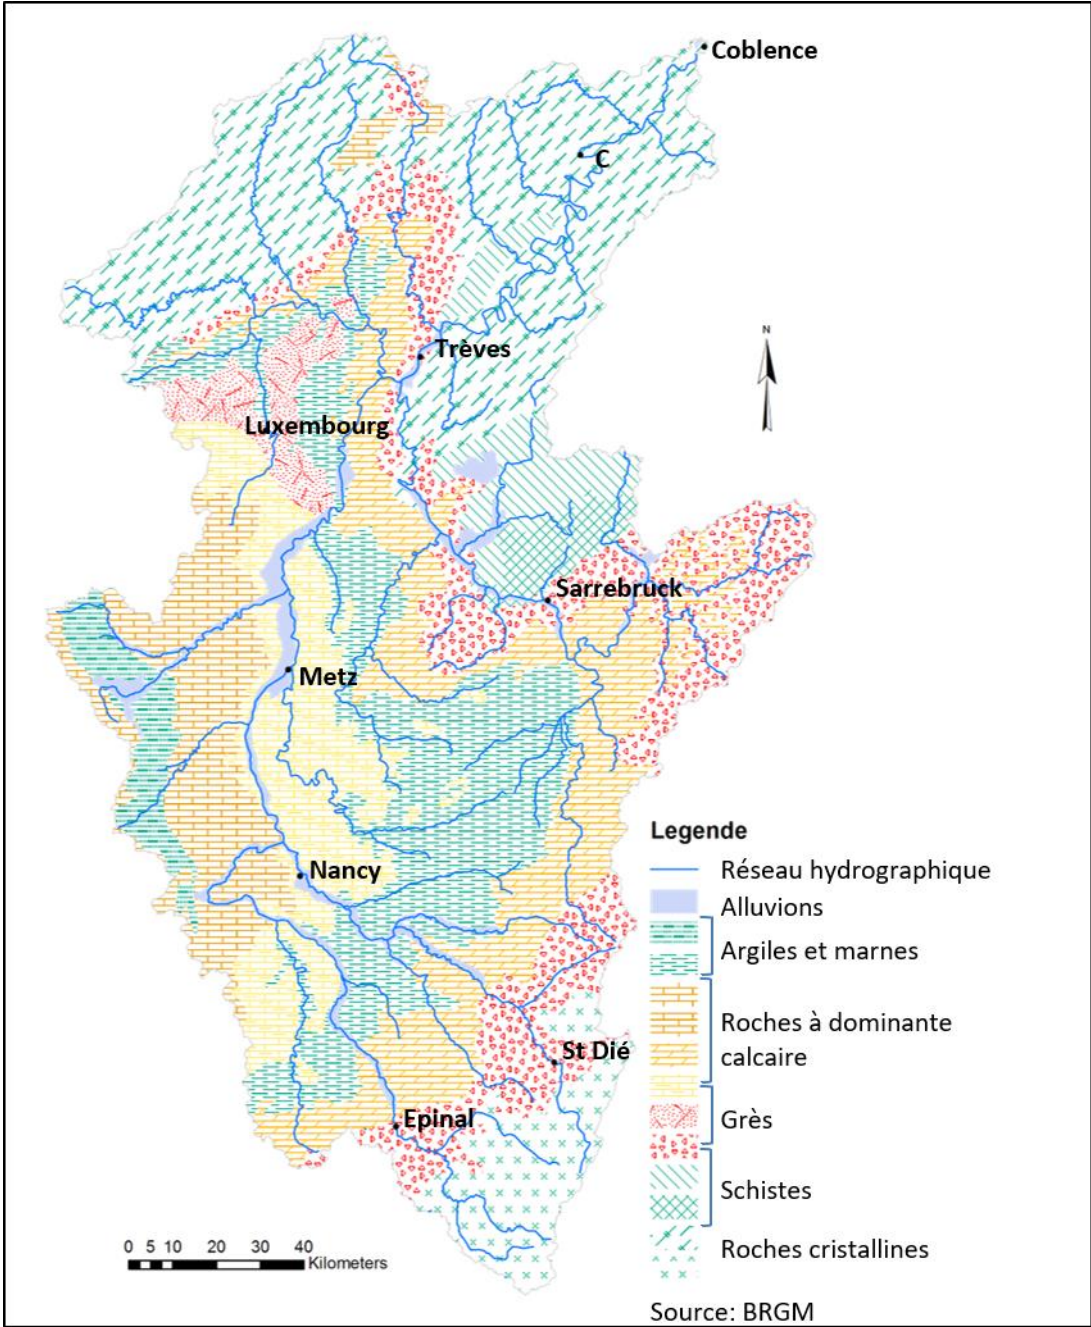 Coblence
C
N
Trèves
Luxembourg
Sarrebruck
Metz
Nancy
St Dié
Epinal
Legende
Réseau hydrographique
Alluvions
Argiles et marnes
Roches à dominante
calcaire
Grès
Schistes
Roches cristallines
0 5 10 20 30 40
Kilometers
Source: BRGM